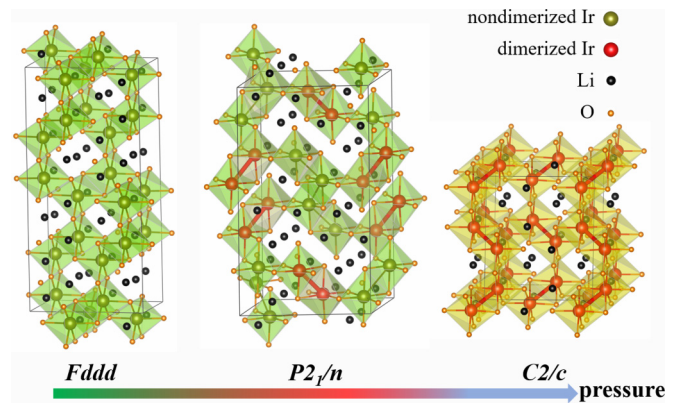 nondimerized Ir
dimerized Ir
Li
O
Fddd P2₁/n C2/c
pressure